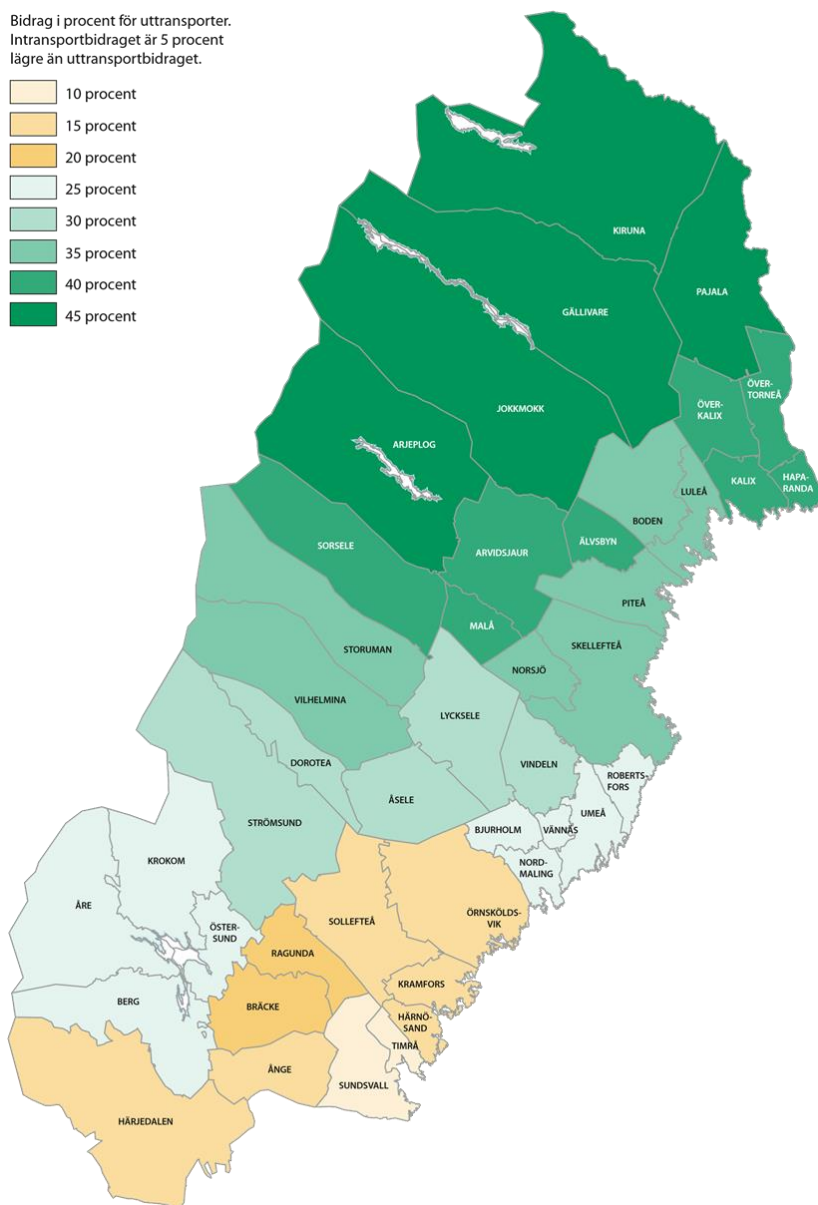 Bidrag i procent för uttransporter.
Intransportbidraget är 5 procent
lägre än uttransportbidraget.
10 procent
15 procent
20 procent
25 procent
30 procent
35 procent
40 procent
45 procent
KIRUNA
PAJALA
GÄLLIVARE
ÖVER-
TORNEÅ
ÖVER-
KALIX
JOKKMOKK
ARJEPLOG
KALIX
HAPA-
RANDA
LULEÅ
BODEN
ÄLVSBYN
SORSELE
ARVIDSJAUR
PITEÅ
MALÅ
SKELLEFTEÅ
STORUMAN
NORSJÖ
VILHELMINA
LYCKSELE
DOROTEA
VINDELN
ROBERTS-
FORS
ÅSELE
UMEÅ
STRÖMSUND
BJURHOLM
VÄNNÄS
KROKOM
NORD-
MALING
ÅRE
ÖSTER-
SUND
SOLLEFTEÅ
ÖRNSKÖLDS-
VIK
RAGUNDA
KRAMFORS
BERG
BRÄCKE
HÄRNÖ-
SAND
TIMRÅ
ÅNGE
SUNDSVALL
HÄRJEDALEN